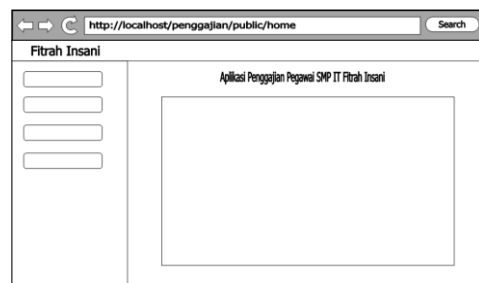 http://localhost/penggajian/public/home
Search
Fitrah Insani
Aplikasi Penggajian Pegawai SMP IT Fitrah Insani